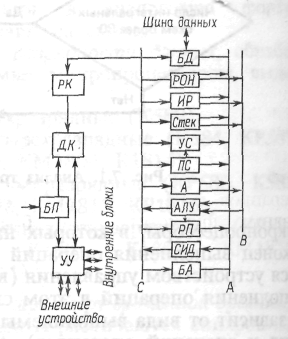 Шина данных
БД
РК
РОН
ИР
Стек
ДК
УС
ПС
А
БП
АЛУ
РП
В
УУ
СИД
БА
Внутренние блоки
С
А
Внешние
устройства